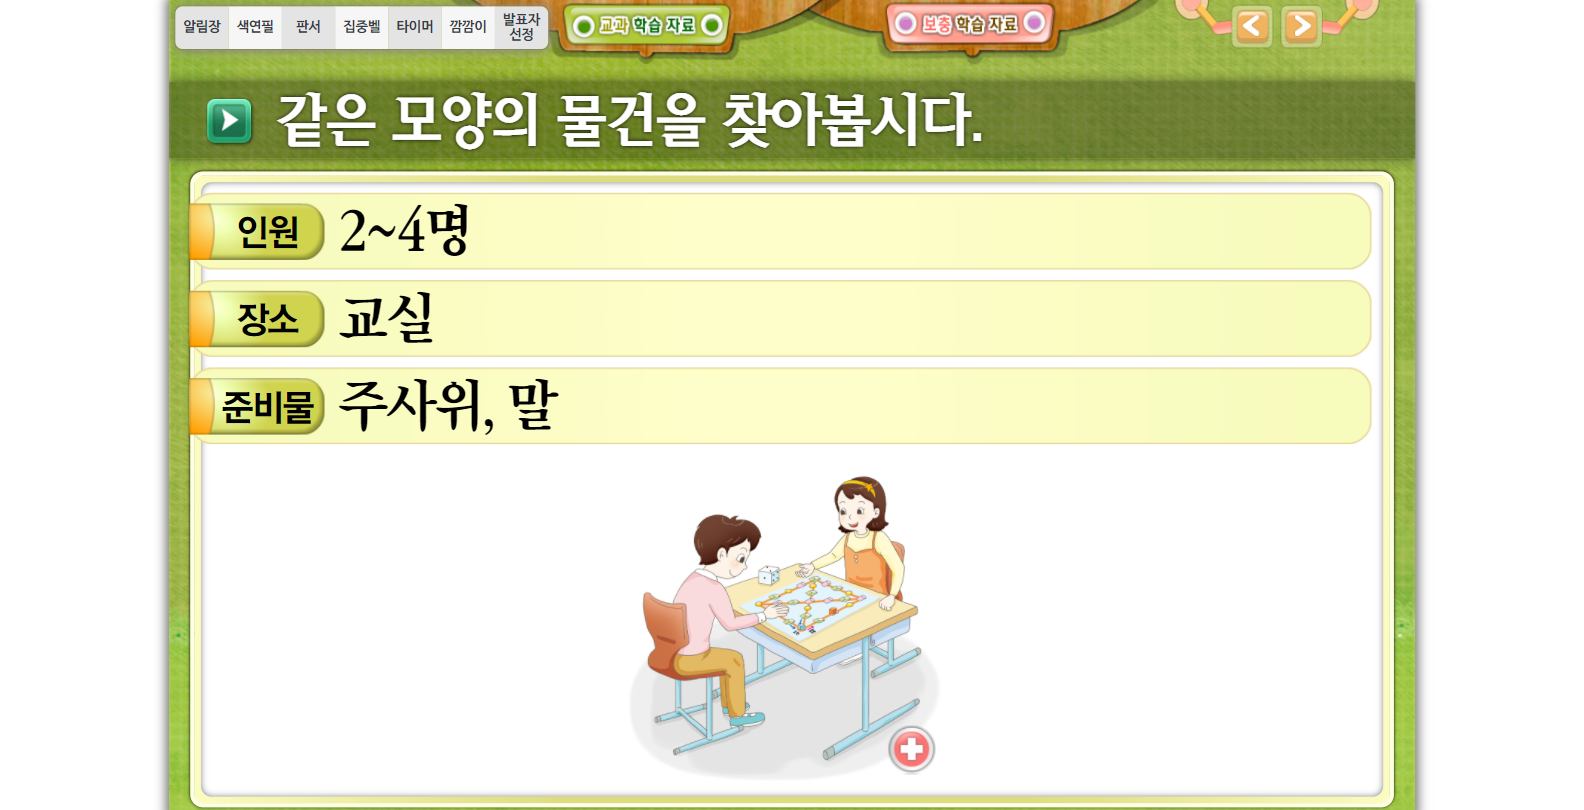 알림장 색연필 판서 집중벨 타이머 깜깜이 발표자 선정
교과 학습 자료
보충 학습 자료
같은 모양의 물건을 찾아봅시다.
인원 2~4명
장소 교실
준비물 주사위, 말